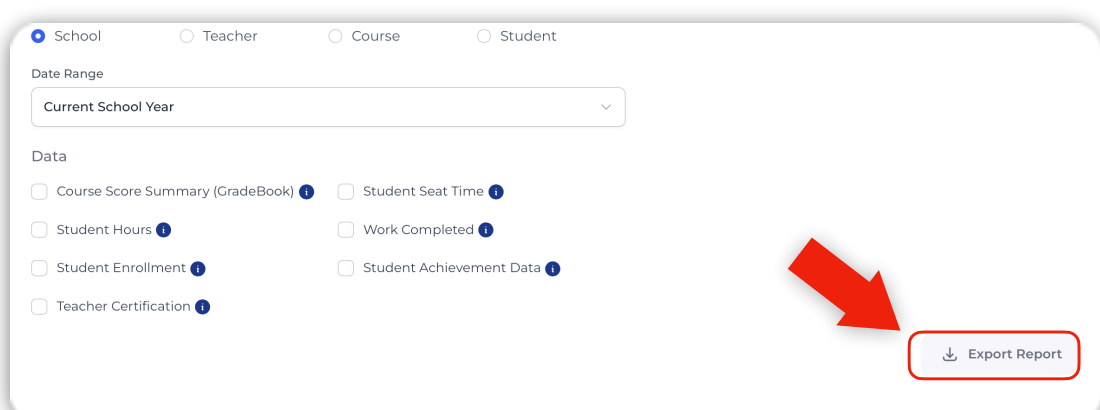 School Teacher Course Student
Date Range
Current School Year
Data
Course Score Summary (GradeBook) i Student Seat Time i
Student Hours i Work Completed i
Student Enrollment i Student Achievement Data i
Teacher Certification i
Export Report